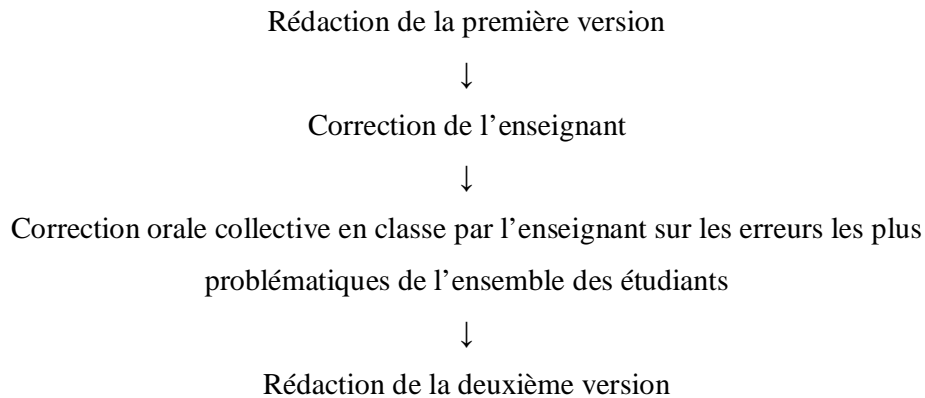 Rédaction de la première version
↓
Correction de l’enseignant
↓
Correction orale collective en classe par l’enseignant sur les erreurs les plus
problématiques de l’ensemble des étudiants
↓
Rédaction de la deuxième version